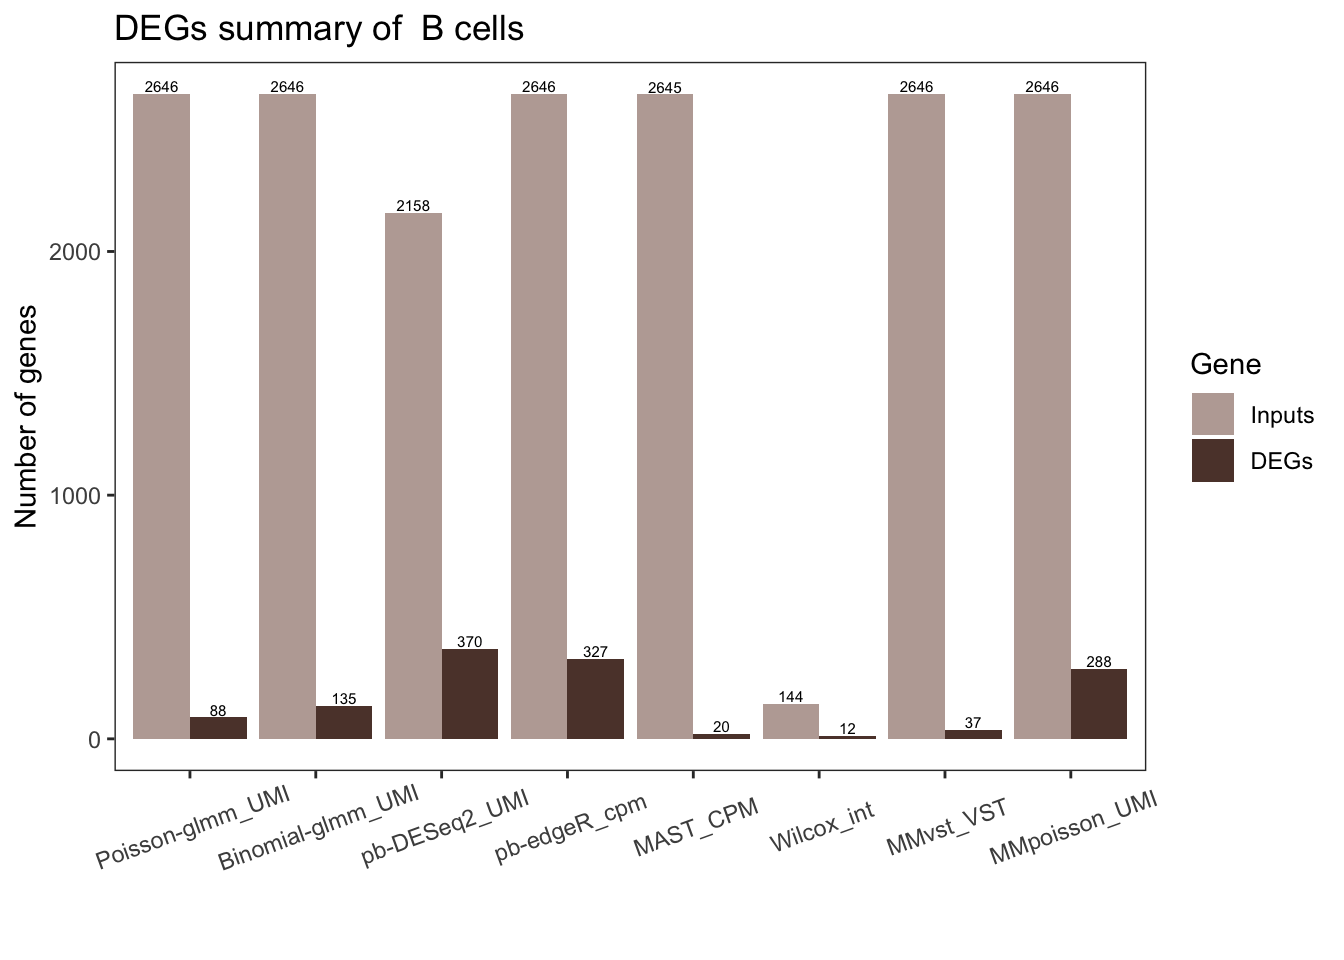 DEGs summary of  B cells
2646
2646
2646
2645
2646
2646
2158
2000
Number of genes
1000
370
327
288
144
135
88
37
20
12
0
Poisson-glmm_UMI
Binomial-glmm_UMI
pb-DESeq2_UMI
pb-edgeR_cpm
MAST_CPM
Wilcox_int
MMvst_VST
MMpoisson_UMI
Gene
Inputs
DEGs